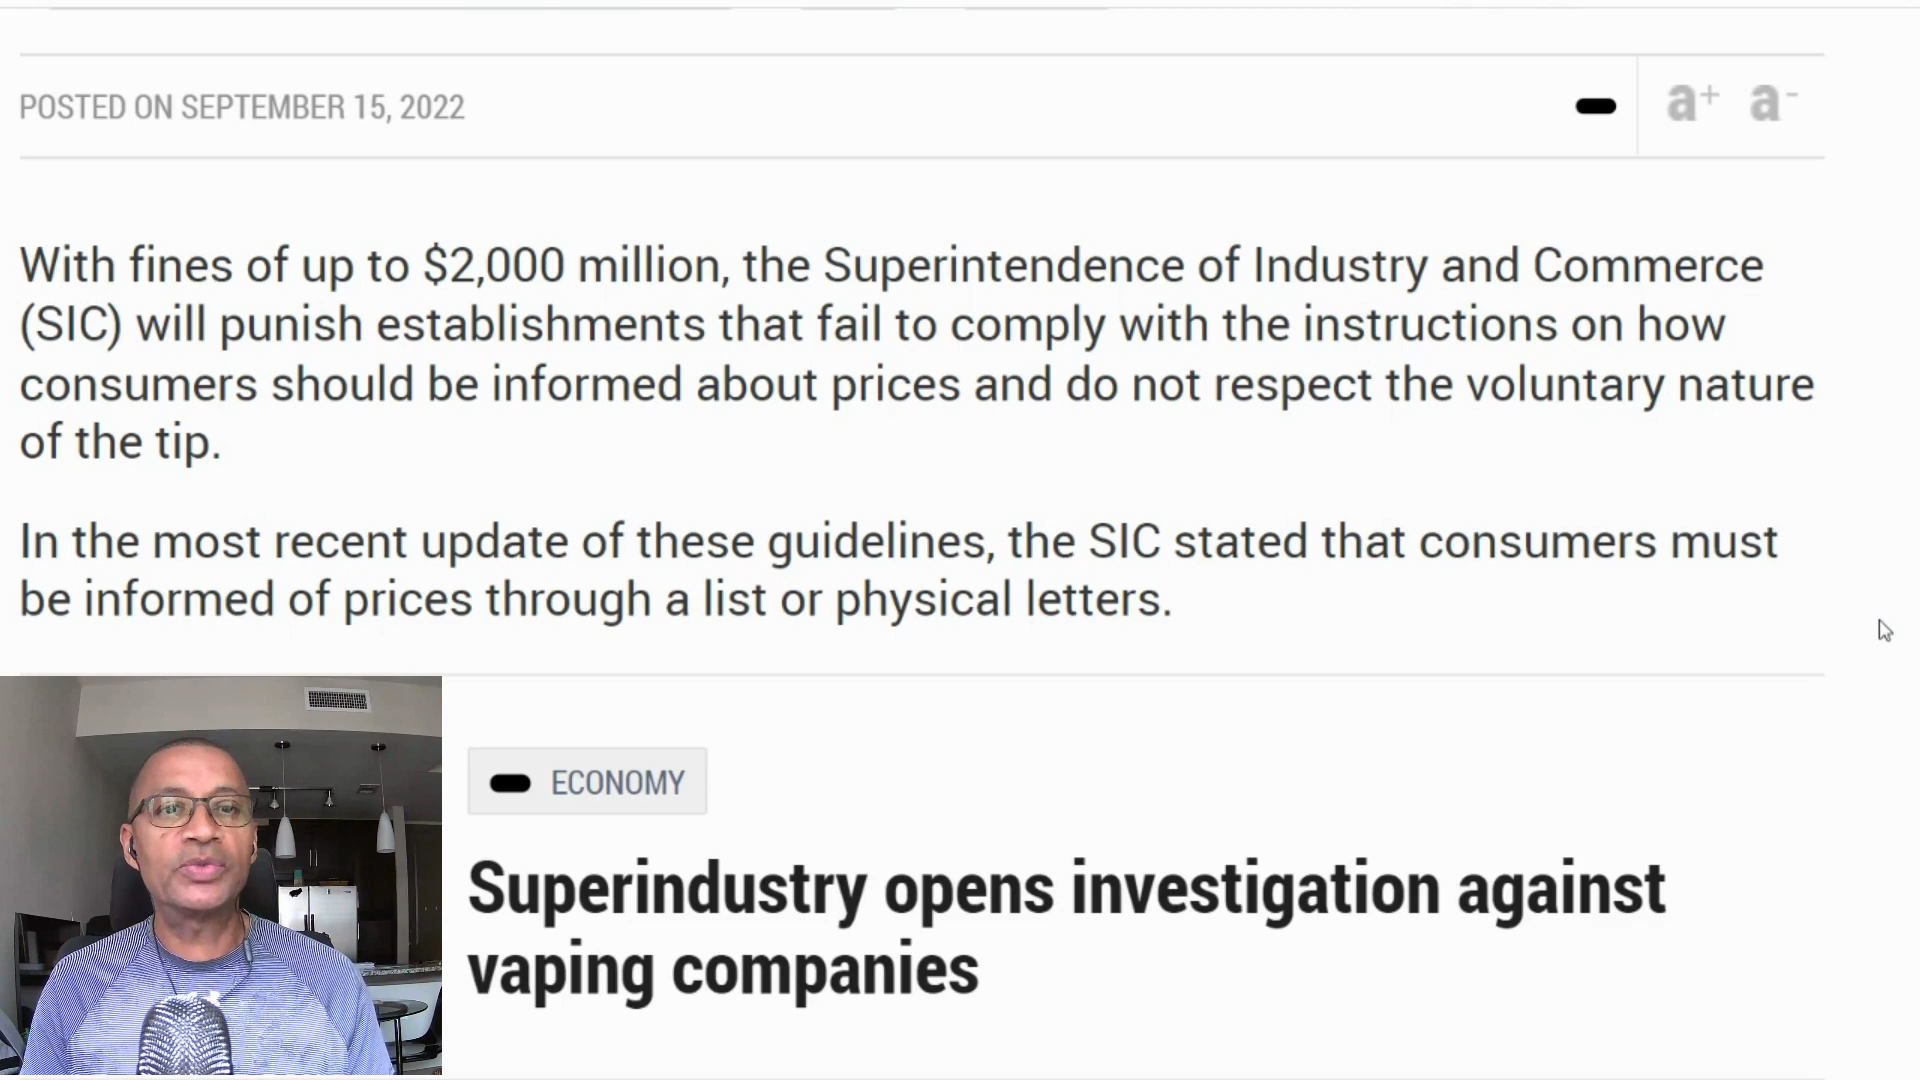 POSTED ON SEPTEMBER 15, 2022
a+ a-
With fines of up to $2,000 million, the Superintendence of Industry and Commerce
(SIC) will punish establishments that fail to comply with the instructions on how
consumers should be informed about prices and do not respect the voluntary nature
of the tip.
In the most recent update of these guidelines, the SIC stated that consumers must
be informed of prices through a list or physical letters.
ECONOMY
Superindustry opens investigation against
vaping companies